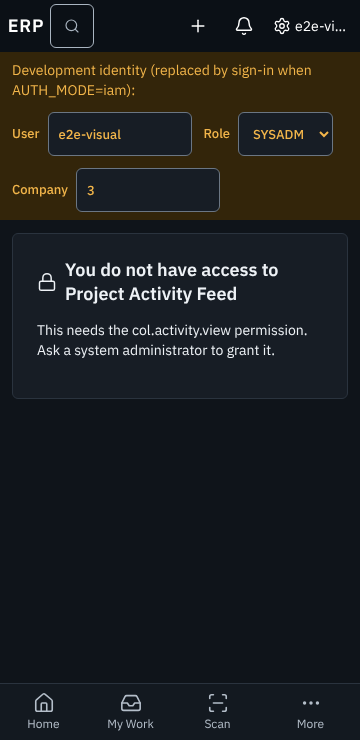 ERP
e2e-vi...
Development identity (replaced by sign-in when
AUTH_MODE=iam):
User e2e-visual Role SYSADM
Company 3
You do not have access to
Project Activity Feed
This needs the col.activity.view permission.
Ask a system administrator to grant it.
Home My Work Scan More